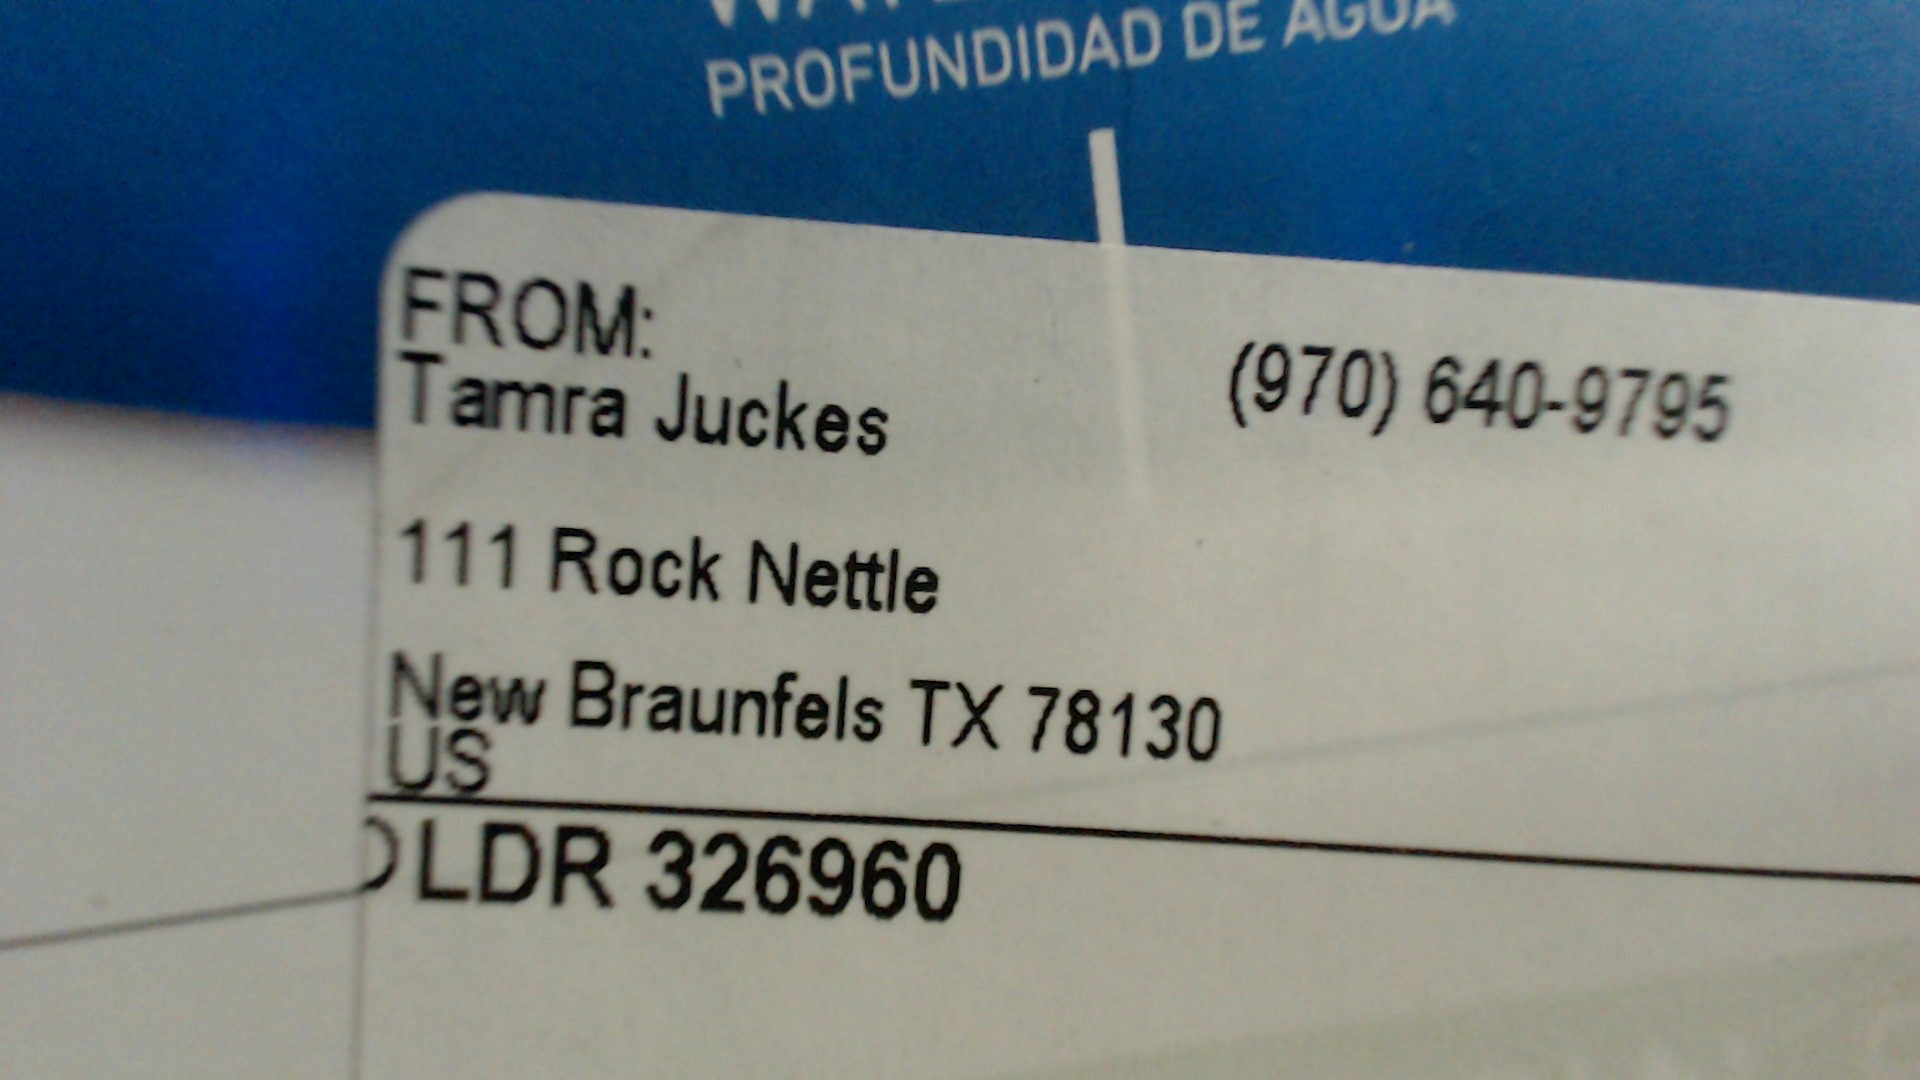 PROFUNDIDAD DE AGUA
FROM:
Tamra Juckes (970) 640-9795
111 Rock Nettle
New Braunfels TX 78130
US
LDR 326960